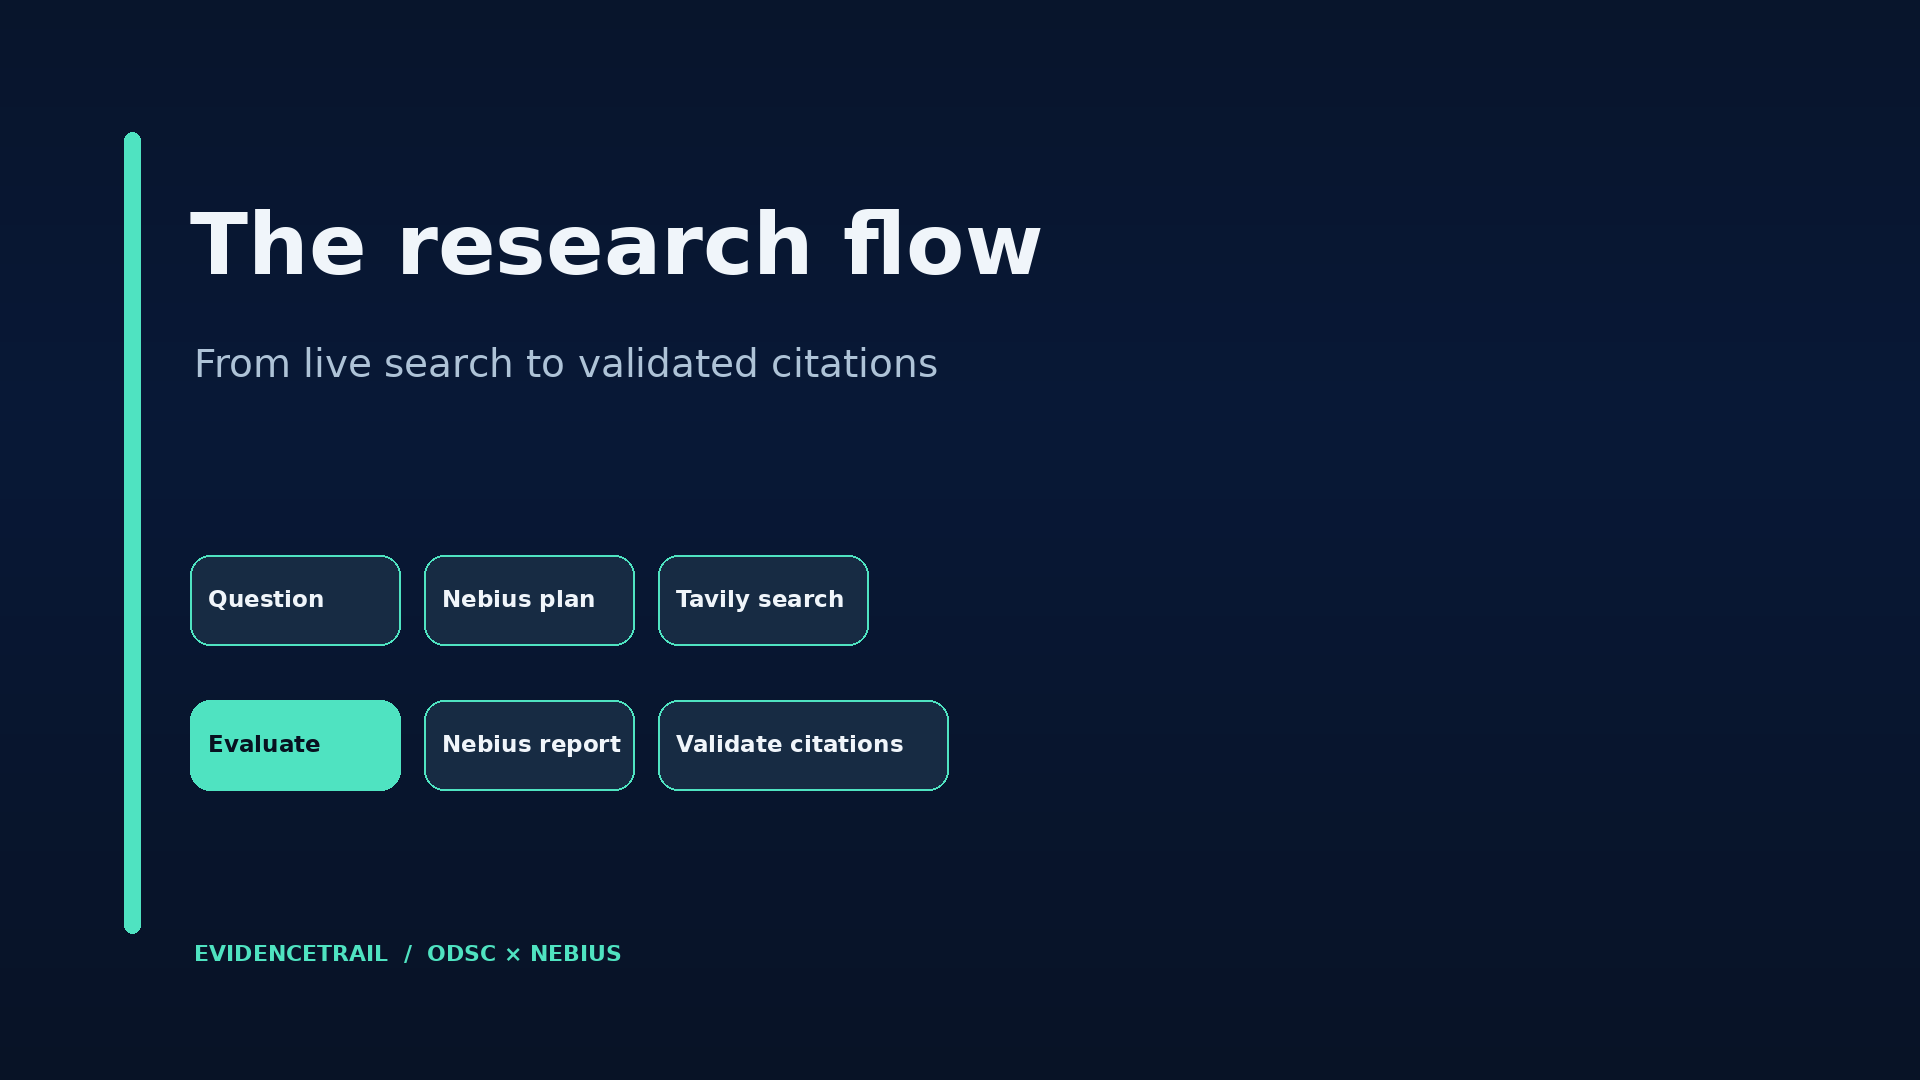 The research flow
From live search to validated citations
Question
Nebius plan
Tavily search
Evaluate
Nebius report
Validate citations
EVIDENCETRAIL / ODSC × NEBIUS